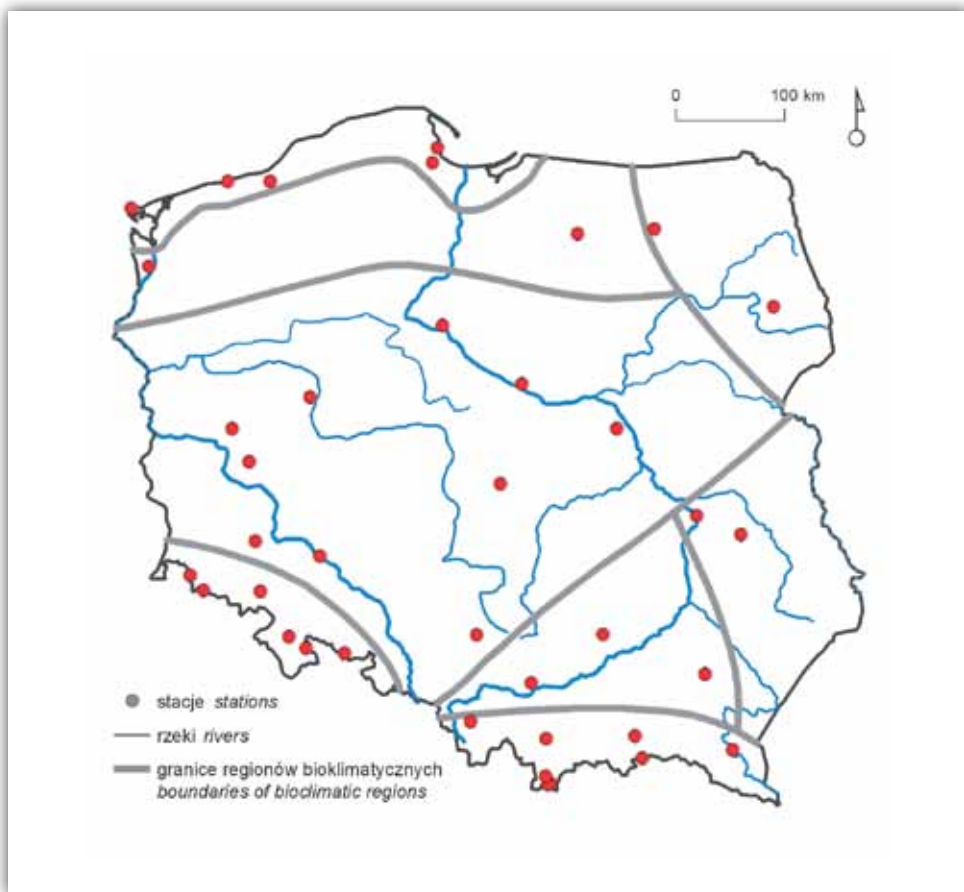 0 100 km
stacje stations
rzeki rivers
granice regionów bioklimatycznych
boundaries of bioclimatic regions